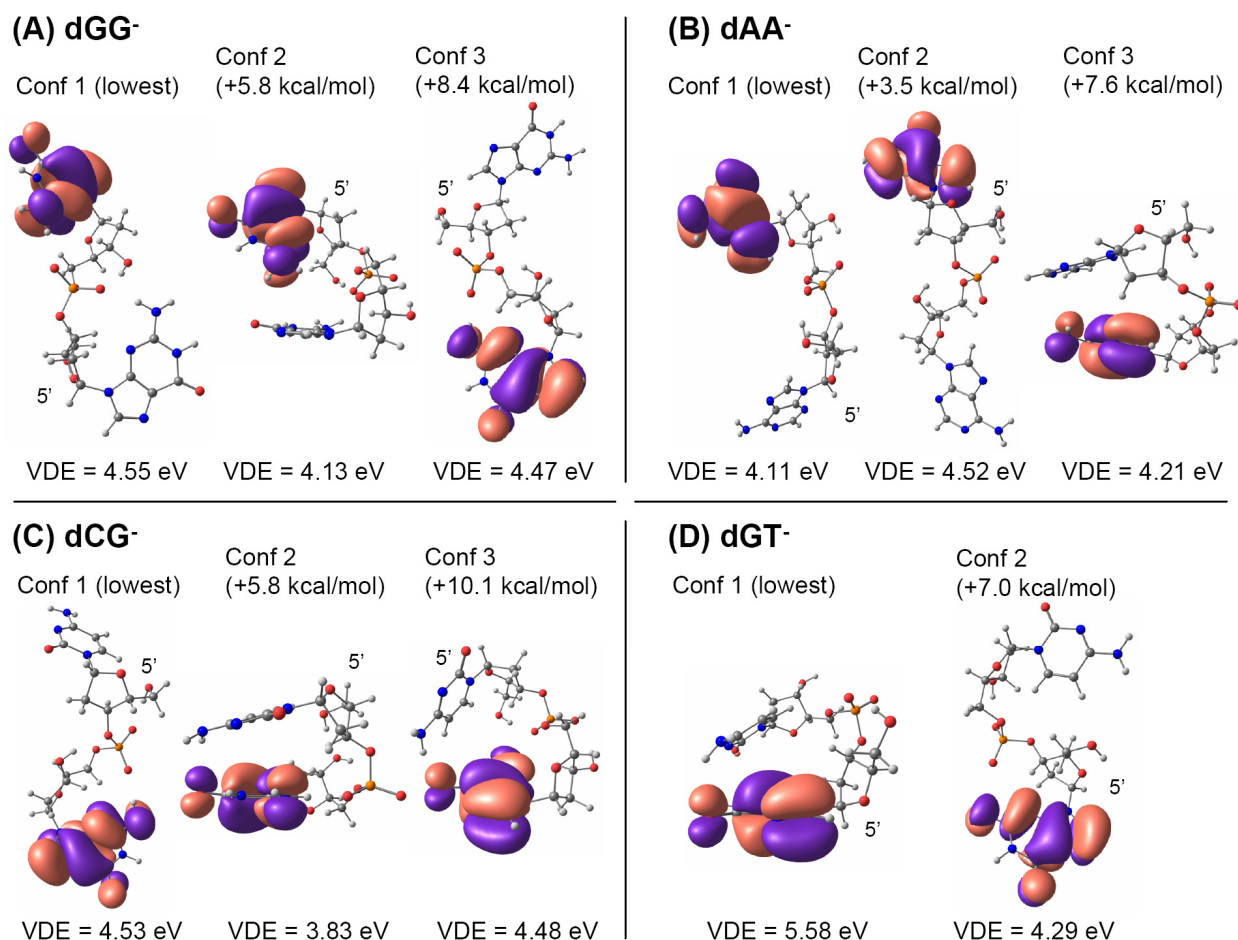 (A) dGG-
Conf 1 (lowest)
Conf 2
(+5.8 kcal/mol)
Conf 3
(+8.4 kcal/mol)
5’
5’
5’
VDE = 4.55 eV
VDE = 4.13 eV
VDE = 4.47 eV
(B) dAA-
Conf 1 (lowest)
Conf 2
(+3.5 kcal/mol)
Conf 3
(+7.6 kcal/mol)
5’
5’
5’
VDE = 4.11 eV
VDE = 4.52 eV
VDE = 4.21 eV
(C) dCG-
Conf 1 (lowest)
Conf 2
(+5.8 kcal/mol)
Conf 3
(+10.1 kcal/mol)
5’
5’
5’
VDE = 4.53 eV
VDE = 3.83 eV
VDE = 4.48 eV
(D) dGT-
Conf 1 (lowest)
Conf 2
(+7.0 kcal/mol)
5’
5’
VDE = 5.58 eV
VDE = 4.29 eV